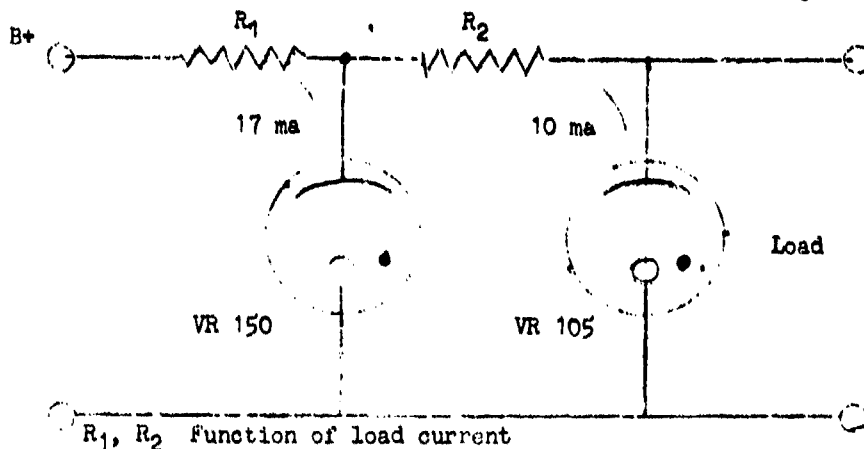 R₁ R₂
B+
17 ma 10 ma
Load
VR 150 VR 105
R₁, R₂ Function of load current